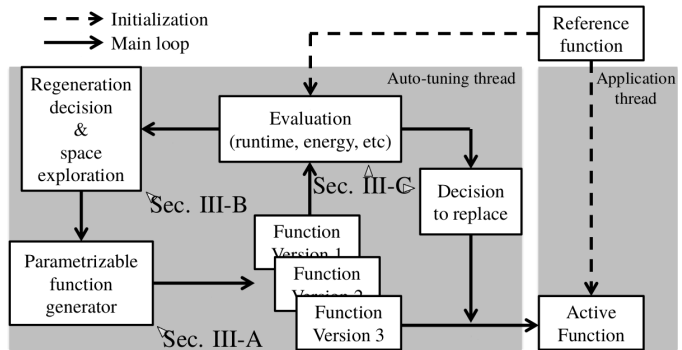 Initialization
Main loop
Reference
function
Auto-tuning thread
Application
thread
Regeneration
decision
&
space
exploration
Evaluation
(runtime, energy, etc)
Sec. III-C
Decision
to replace
Sec. III-B
Function
Version 1
Parametrizable
function
generator
Function
Version 2
Function
Version 3
Active
Function
Sec. III-A